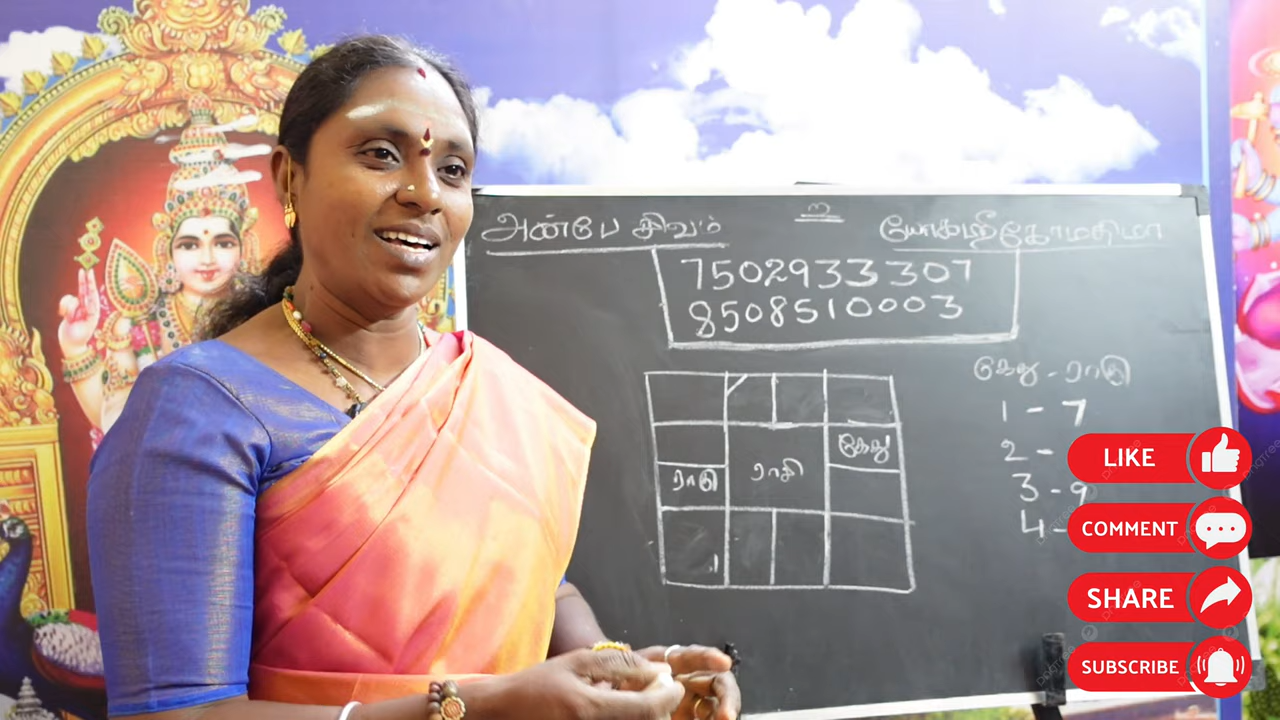 உ
அன்பே சிவம் யோகஸ்ரீகோமதிமா
7502933307
8508510003
கேது - ராகு
1 - 7
2 -
3 - 9
4 -
கேது
ராகு ராசி
LIKE
COMMENT
SHARE
SUBSCRIBE